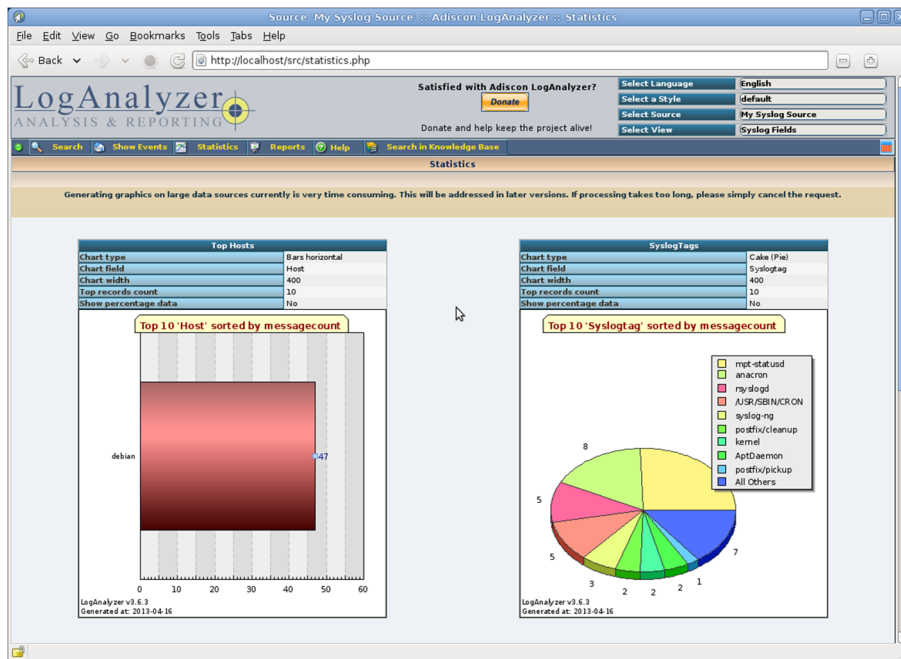 Source 'My Syslog Source' :: Adiscon LogAnalyzer :: Statistics
File Edit View Go Bookmarks Tools Tabs Help
Back http://localhost/src/statistics.php
LogAnalyzer
ANALYSIS & REPORTING
Satisfied with Adiscon LogAnalyzer?
Donate
Donate and help keep the project alive!
Select Language English
Select a Style default
Select Source My Syslog Source
Select View Syslog Fields
Search Show Events Statistics Reports Help Search in Knowledge Base
Statistics
Generating graphics on large data sources currently is very time consuming. This will be addressed in later versions. If processing takes too long, please simply cancel the request.
Top Hosts
Chart type Bars horizontal
Chart field Host
Chart width 400
Top records count 10
Show percentage data No
Top 10 'Host' sorted by messagecount
debian
47
0 10 20 30 40 50 60
LogAnalyzer v3.6.3
Generated at: 2013-04-16
SyslogTags
Chart type Cake (Pie)
Chart field Syslogtag
Chart width 400
Top records count 10
Show percentage data No
Top 10 'Syslogtag' sorted by messagecount
mpt-statusd
anacron
rsyslogd
/USR/SBIN/CRON
syslog-ng
postfix/cleanup
kernel
AptDaemon
postfix/pickup
All Others
8
5
5
3
2
2
2
1
7
LogAnalyzer v3.6.3
Generated at: 2013-04-16